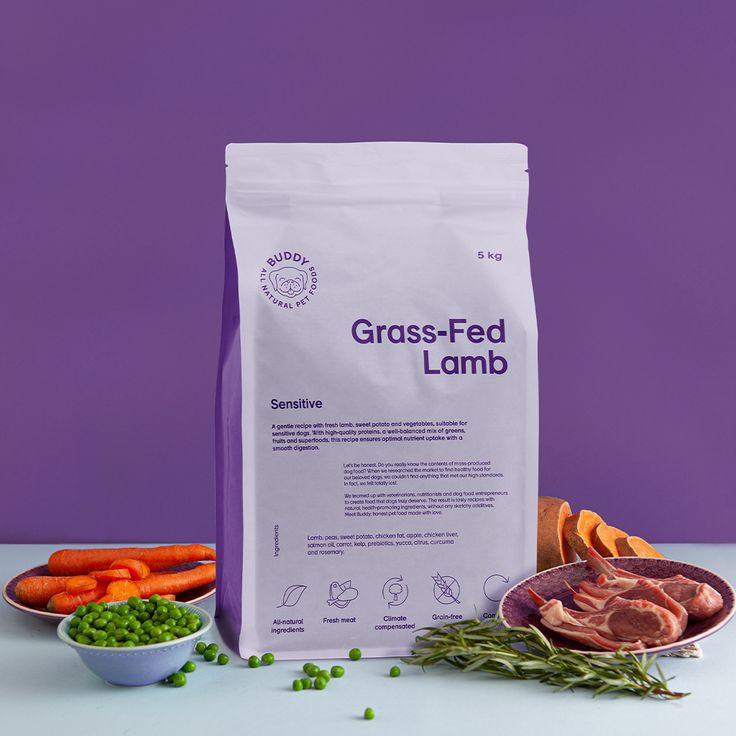 BUDDY
ALL NATURAL PET FOODS
5 kg
Grass-Fed
Lamb
Sensitive
A gentle recipe with fresh lamb, sweet potato and vegetables, suitable for
sensitive dogs. With high-quality proteins, a well-balanced mix of greens,
fruits and superfoods, this recipe ensures optimal nutrient uptake with a
smooth digestion.
Let's be honest. Do you really know the contents of mass-produced
dog food? When we researched the market to find healthy food for
our beloved dogs, we couldn't find anything that met our high standards.
In fact, we felt totally lost!
We teamed up with veterinarians, nutritionists and dog food entrepreneurs
to create food that dogs truly deserve. The result is tasty recipes with
natural, health-promoting ingredients, without any sketchy additives.
Meet Buddy, honest pet food made with love.
Ingredients
Lamb, peas, sweet potato, chicken fat, apple, chicken liver,
salmon oil, carrot, kelp, prebiotics, yucca, citrus, curcuma
and rosemary.
All-natural
ingredients
Fresh meat
Climate
compensated
Grain-free